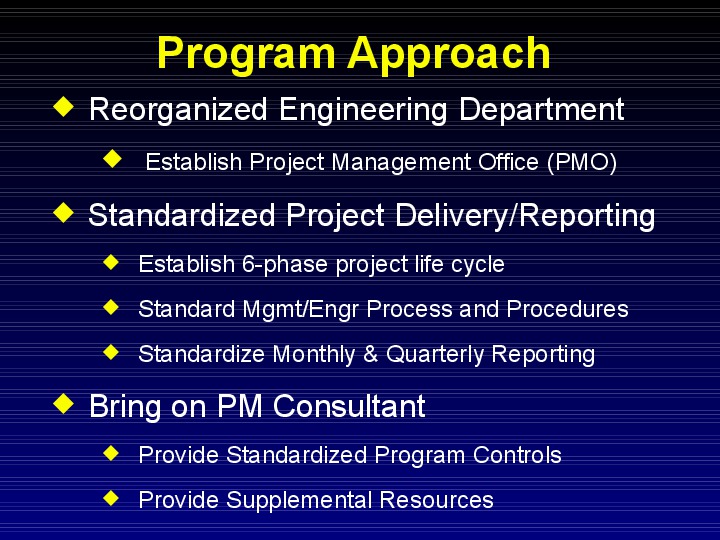 Program Approach
Reorganized Engineering Department
Establish Project Management Office (PMO)
Standardized Project Delivery/Reporting
Establish 6-phase project life cycle
Standard Mgmt/Engr Process and Procedures
Standardize Monthly & Quarterly Reporting
Bring on PM Consultant
Provide Standardized Program Controls
Provide Supplemental Resources